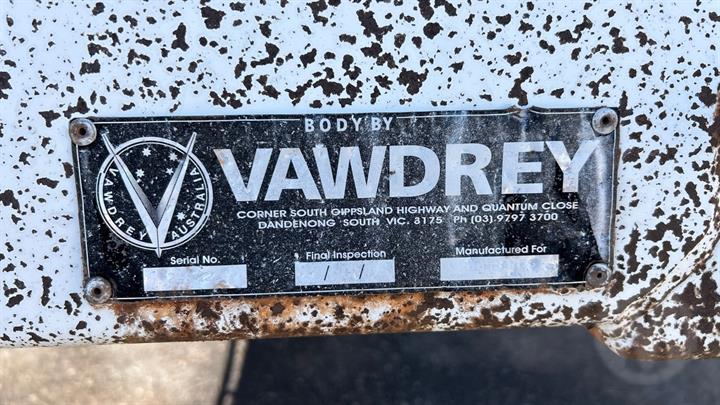 BODY BY
VAWDREY
VAWDREY AUSTRALIA
CORNER SOUTH GIPPSLAND HIGHWAY AND QUANTUM CLOSE
DANDENONG SOUTH VIC. 3175 Ph (03) 9797 3700
Serial No. Final Inspection Manufactured For
/ /